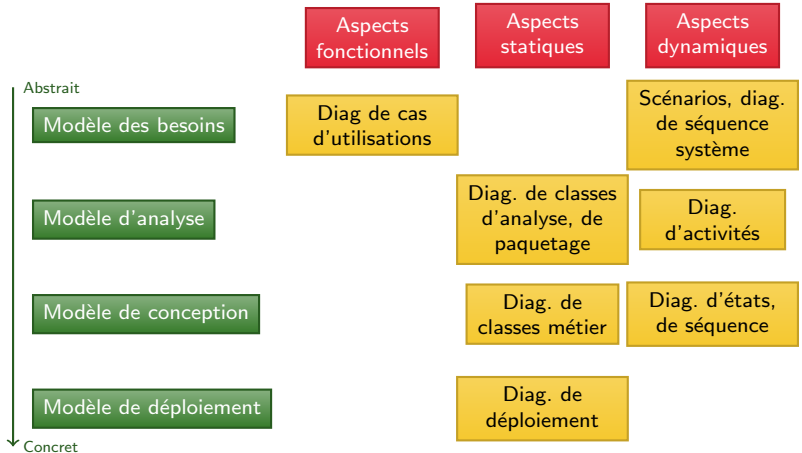 Aspects
fonctionnels
Aspects
statiques
Aspects
dynamiques
Abstrait
Modèle des besoins
Diag de cas
d'utilisations
Scénarios, diag.
de séquence
système
Modèle d'analyse
Diag. de classes
d'analyse, de
paquetage
Diag.
d'activités
Modèle de conception
Diag. de
classes métier
Diag. d'états,
de séquence
Modèle de déploiement
Diag. de
déploiement
Concret